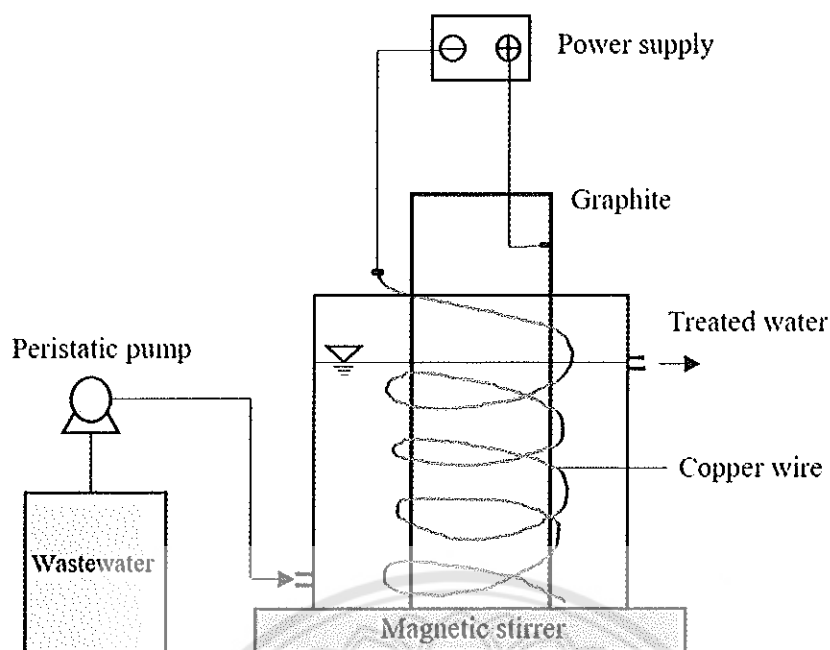 Power supply
Graphite
Treated water
Peristatic pump
Copper wire
Wastewater
Magnetic stirrer